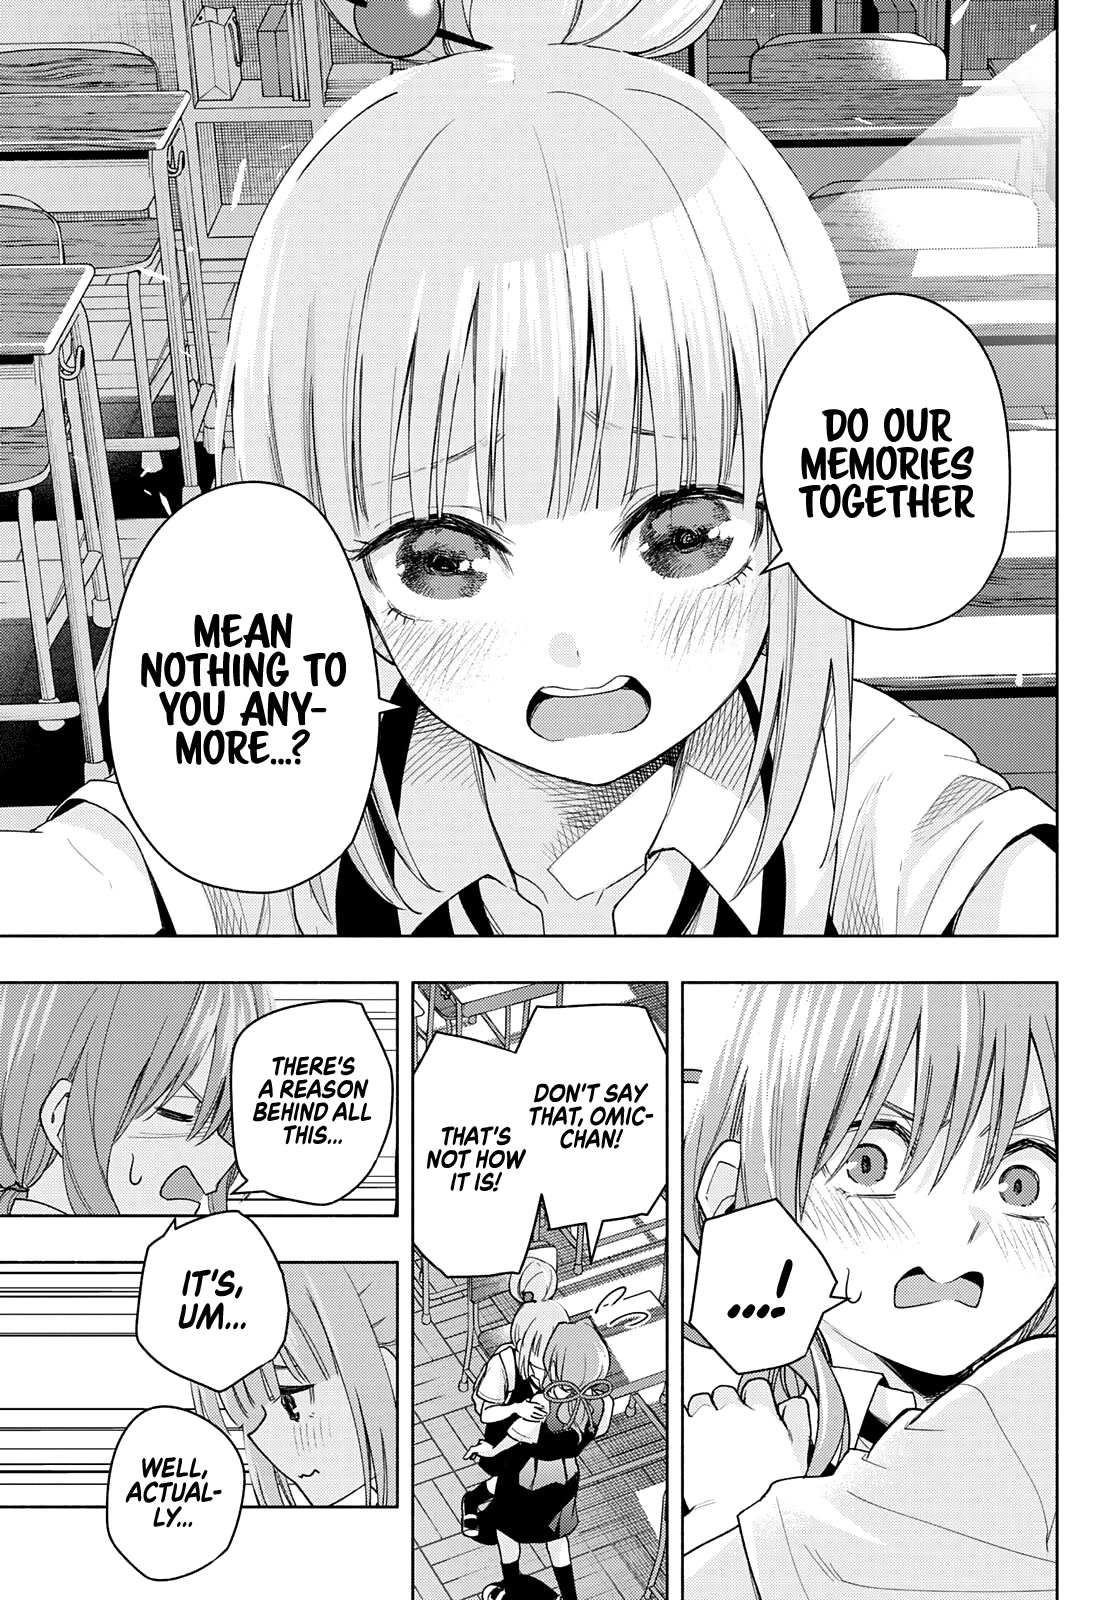 DO OUR
MEMORIES
TOGETHER
MEAN
NOTHING TO
YOU ANY-
MORE...?
....!
DON'T SAY
THAT, OMIC-
CHAN!
THAT'S
NOT HOW
IT IS!
THERE'S
A REASON
BEHIND ALL
THIS...
IT'S,
UM...
WELL,
ACTUAL-
LY...